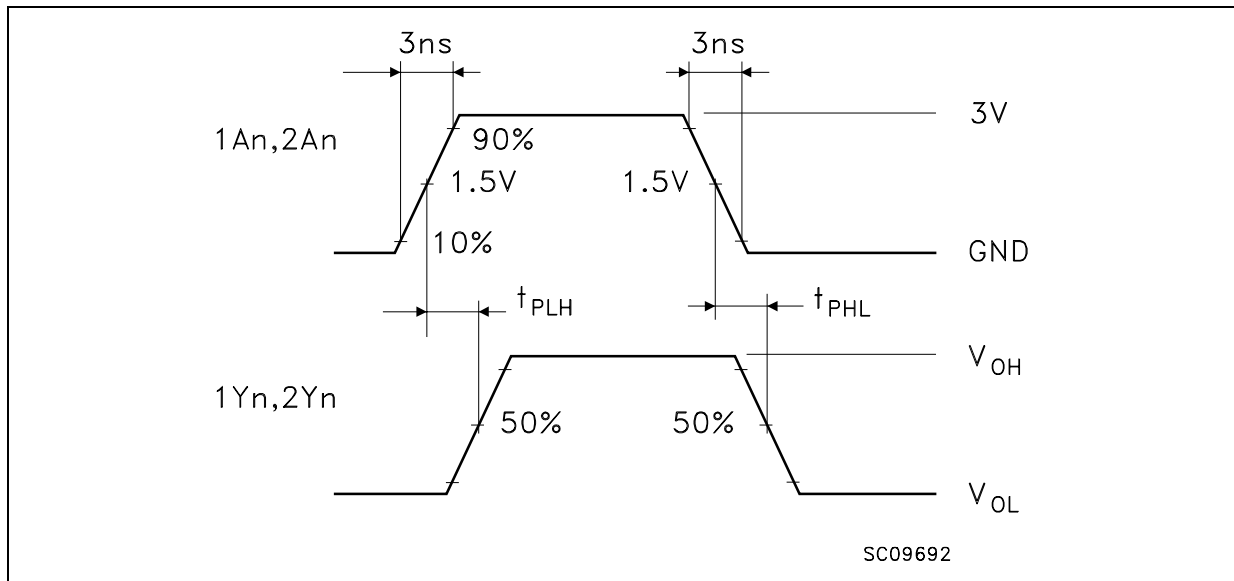 3ns 3ns
3V
1An,2An 90%
1.5V 1.5V
10% GND
tPLH tPHL
VOH
1Yn,2Yn 50% 50%
VOL
SC09692